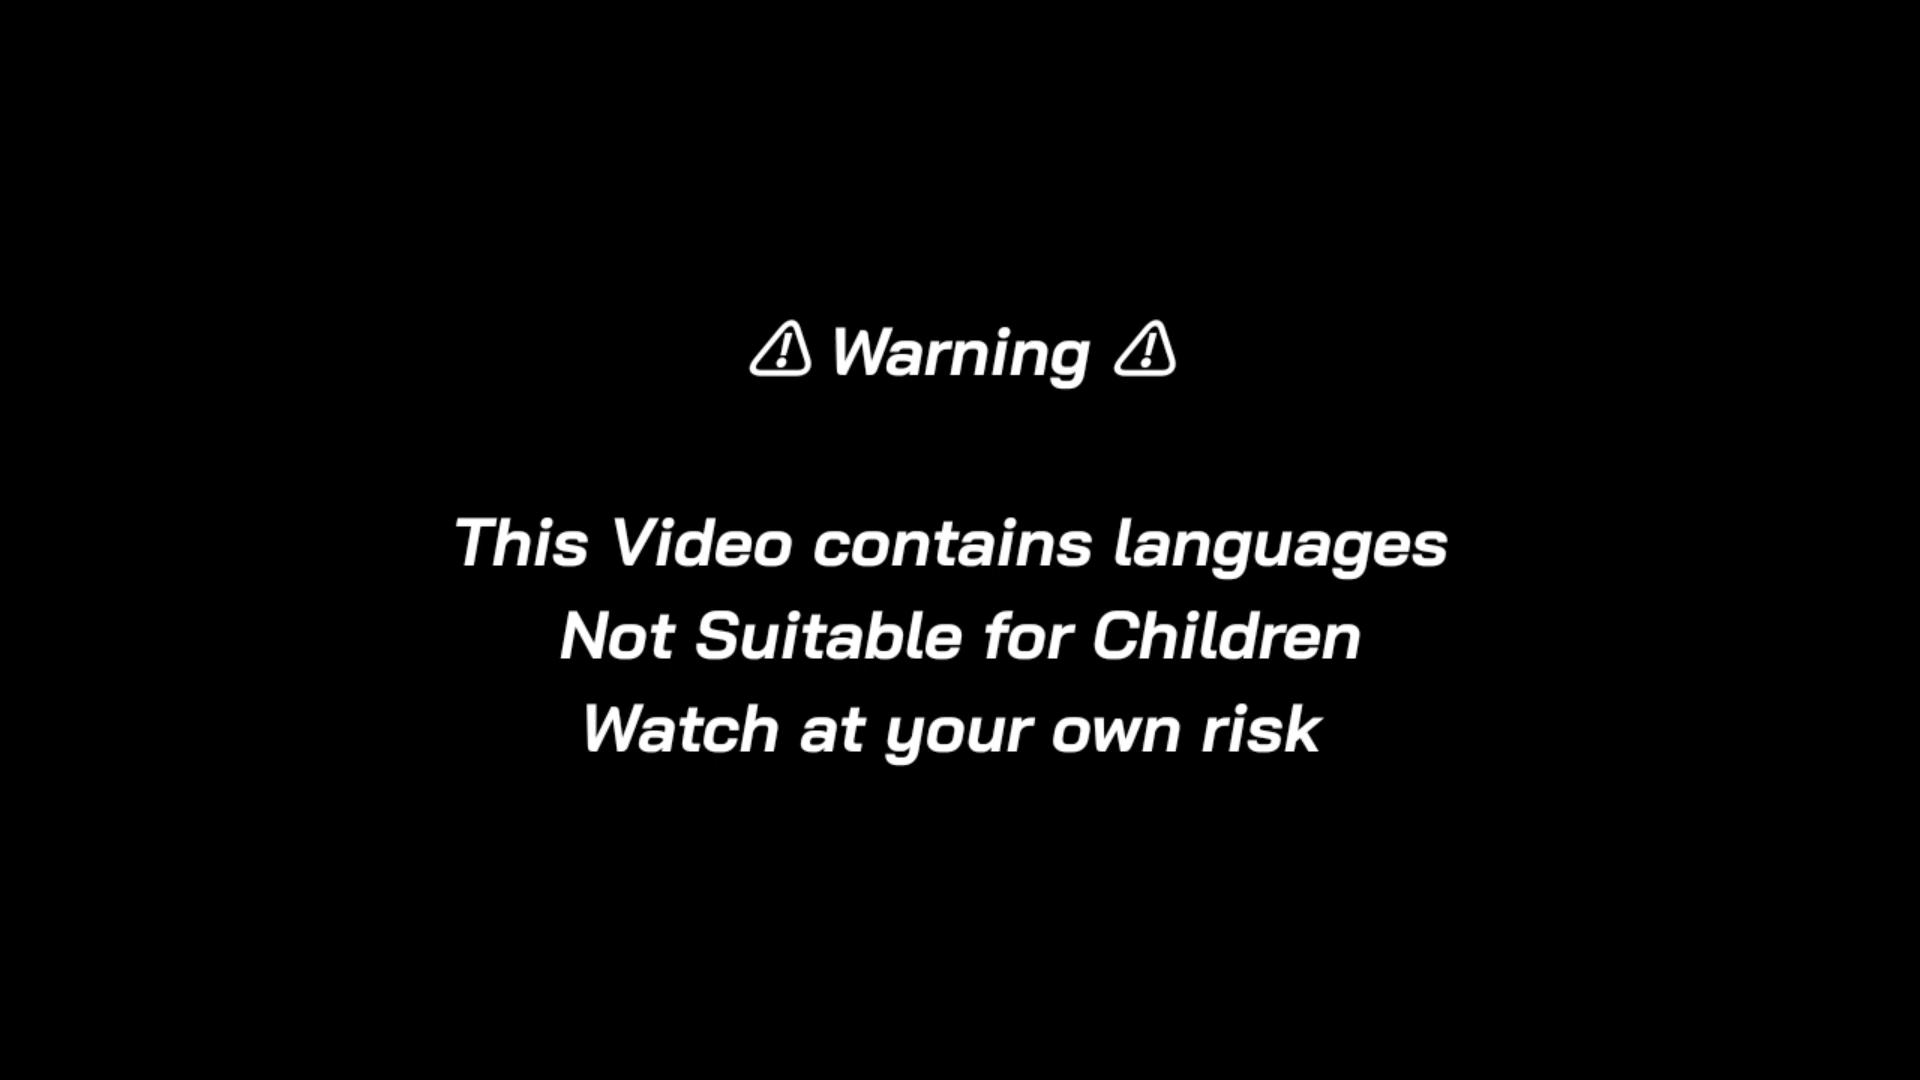 ⚠ Warning ⚠
This Video contains languages
Not Suitable for Children
Watch at your own risk